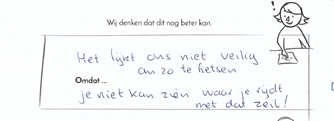 Wij denken dat dit nog beter kan.
!
Het lijkt ons niet veilig
om zo te fietsen
Omdat...
je niet kan zien waar je rijdt
met dat zeil!